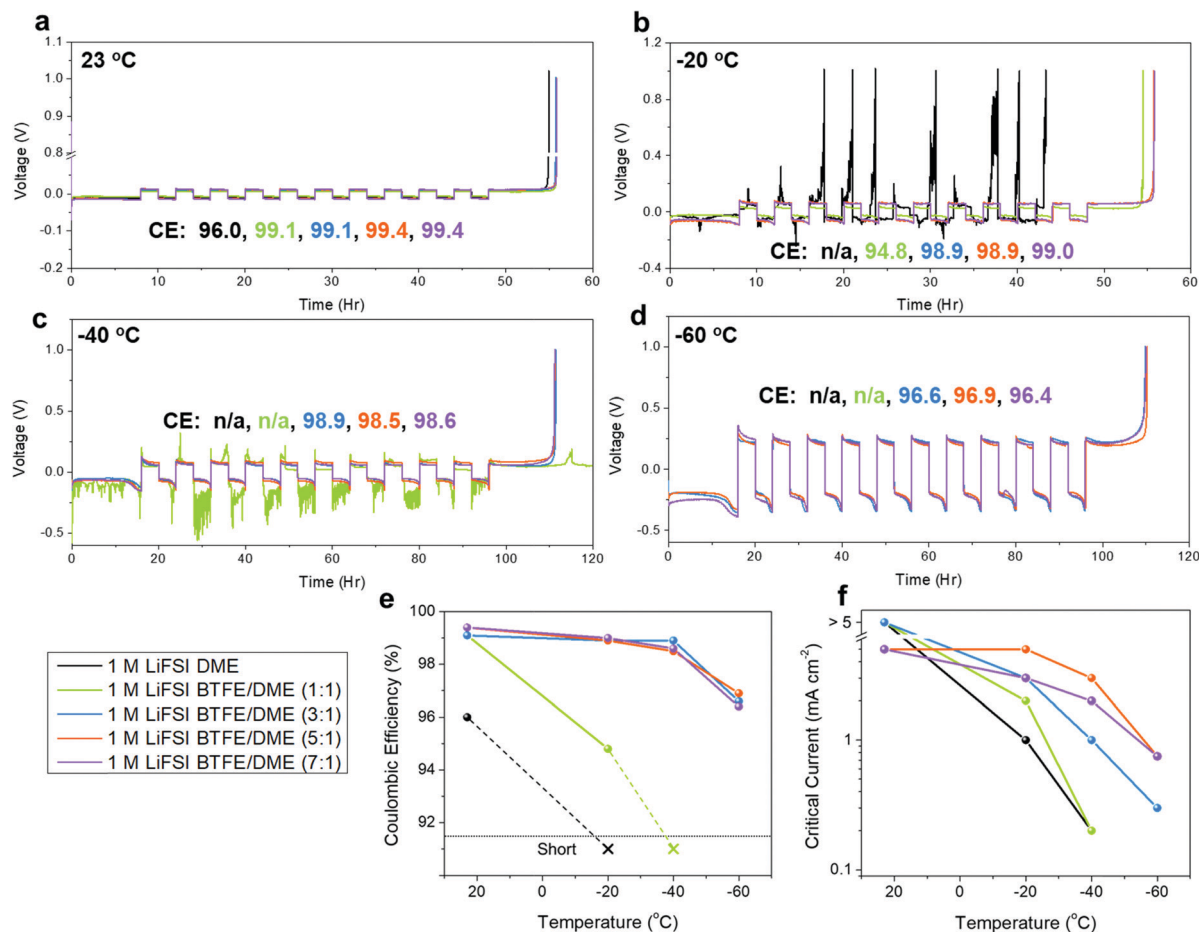 a
23 °C
1.1
1.0
0.9
0.8
0.0
-0.1
-0.2
Voltage (V)
CE: 96.0, 99.1, 99.1, 99.4, 99.4
0 10 20 30 40 50 60
Time (Hr)
b
-20 °C
1.2
0.8
0.4
0.0
-0.4
Voltage (V)
CE: n/a, 94.8, 98.9, 98.9, 99.0
0 10 20 30 40 50 60
Time (Hr)
c
-40 °C
1.0
0.5
0.0
-0.5
Voltage (V)
CE: n/a, n/a, 98.9, 98.5, 98.6
0 20 40 60 80 100 120
Time (Hr)
d
-60 °C
1.00
0.75
0.50
0.25
0.00
-0.25
-0.50
Voltage (V)
CE: n/a, n/a, 96.6, 96.9, 96.4
0 20 40 60 80 100 120
Time (Hr)
1 M LiFSI DME
1 M LiFSI BTFE/DME (1:1)
1 M LiFSI BTFE/DME (3:1)
1 M LiFSI BTFE/DME (5:1)
1 M LiFSI BTFE/DME (7:1)
e
100
98
96
94
92
Coulombic Efficiency (%)
Short
20 0 -20 -40 -60
Temperature (°C)
f
> 5
1
0.1
Critical Current (mA cm-2)
20 0 -20 -40 -60
Temperature (°C)